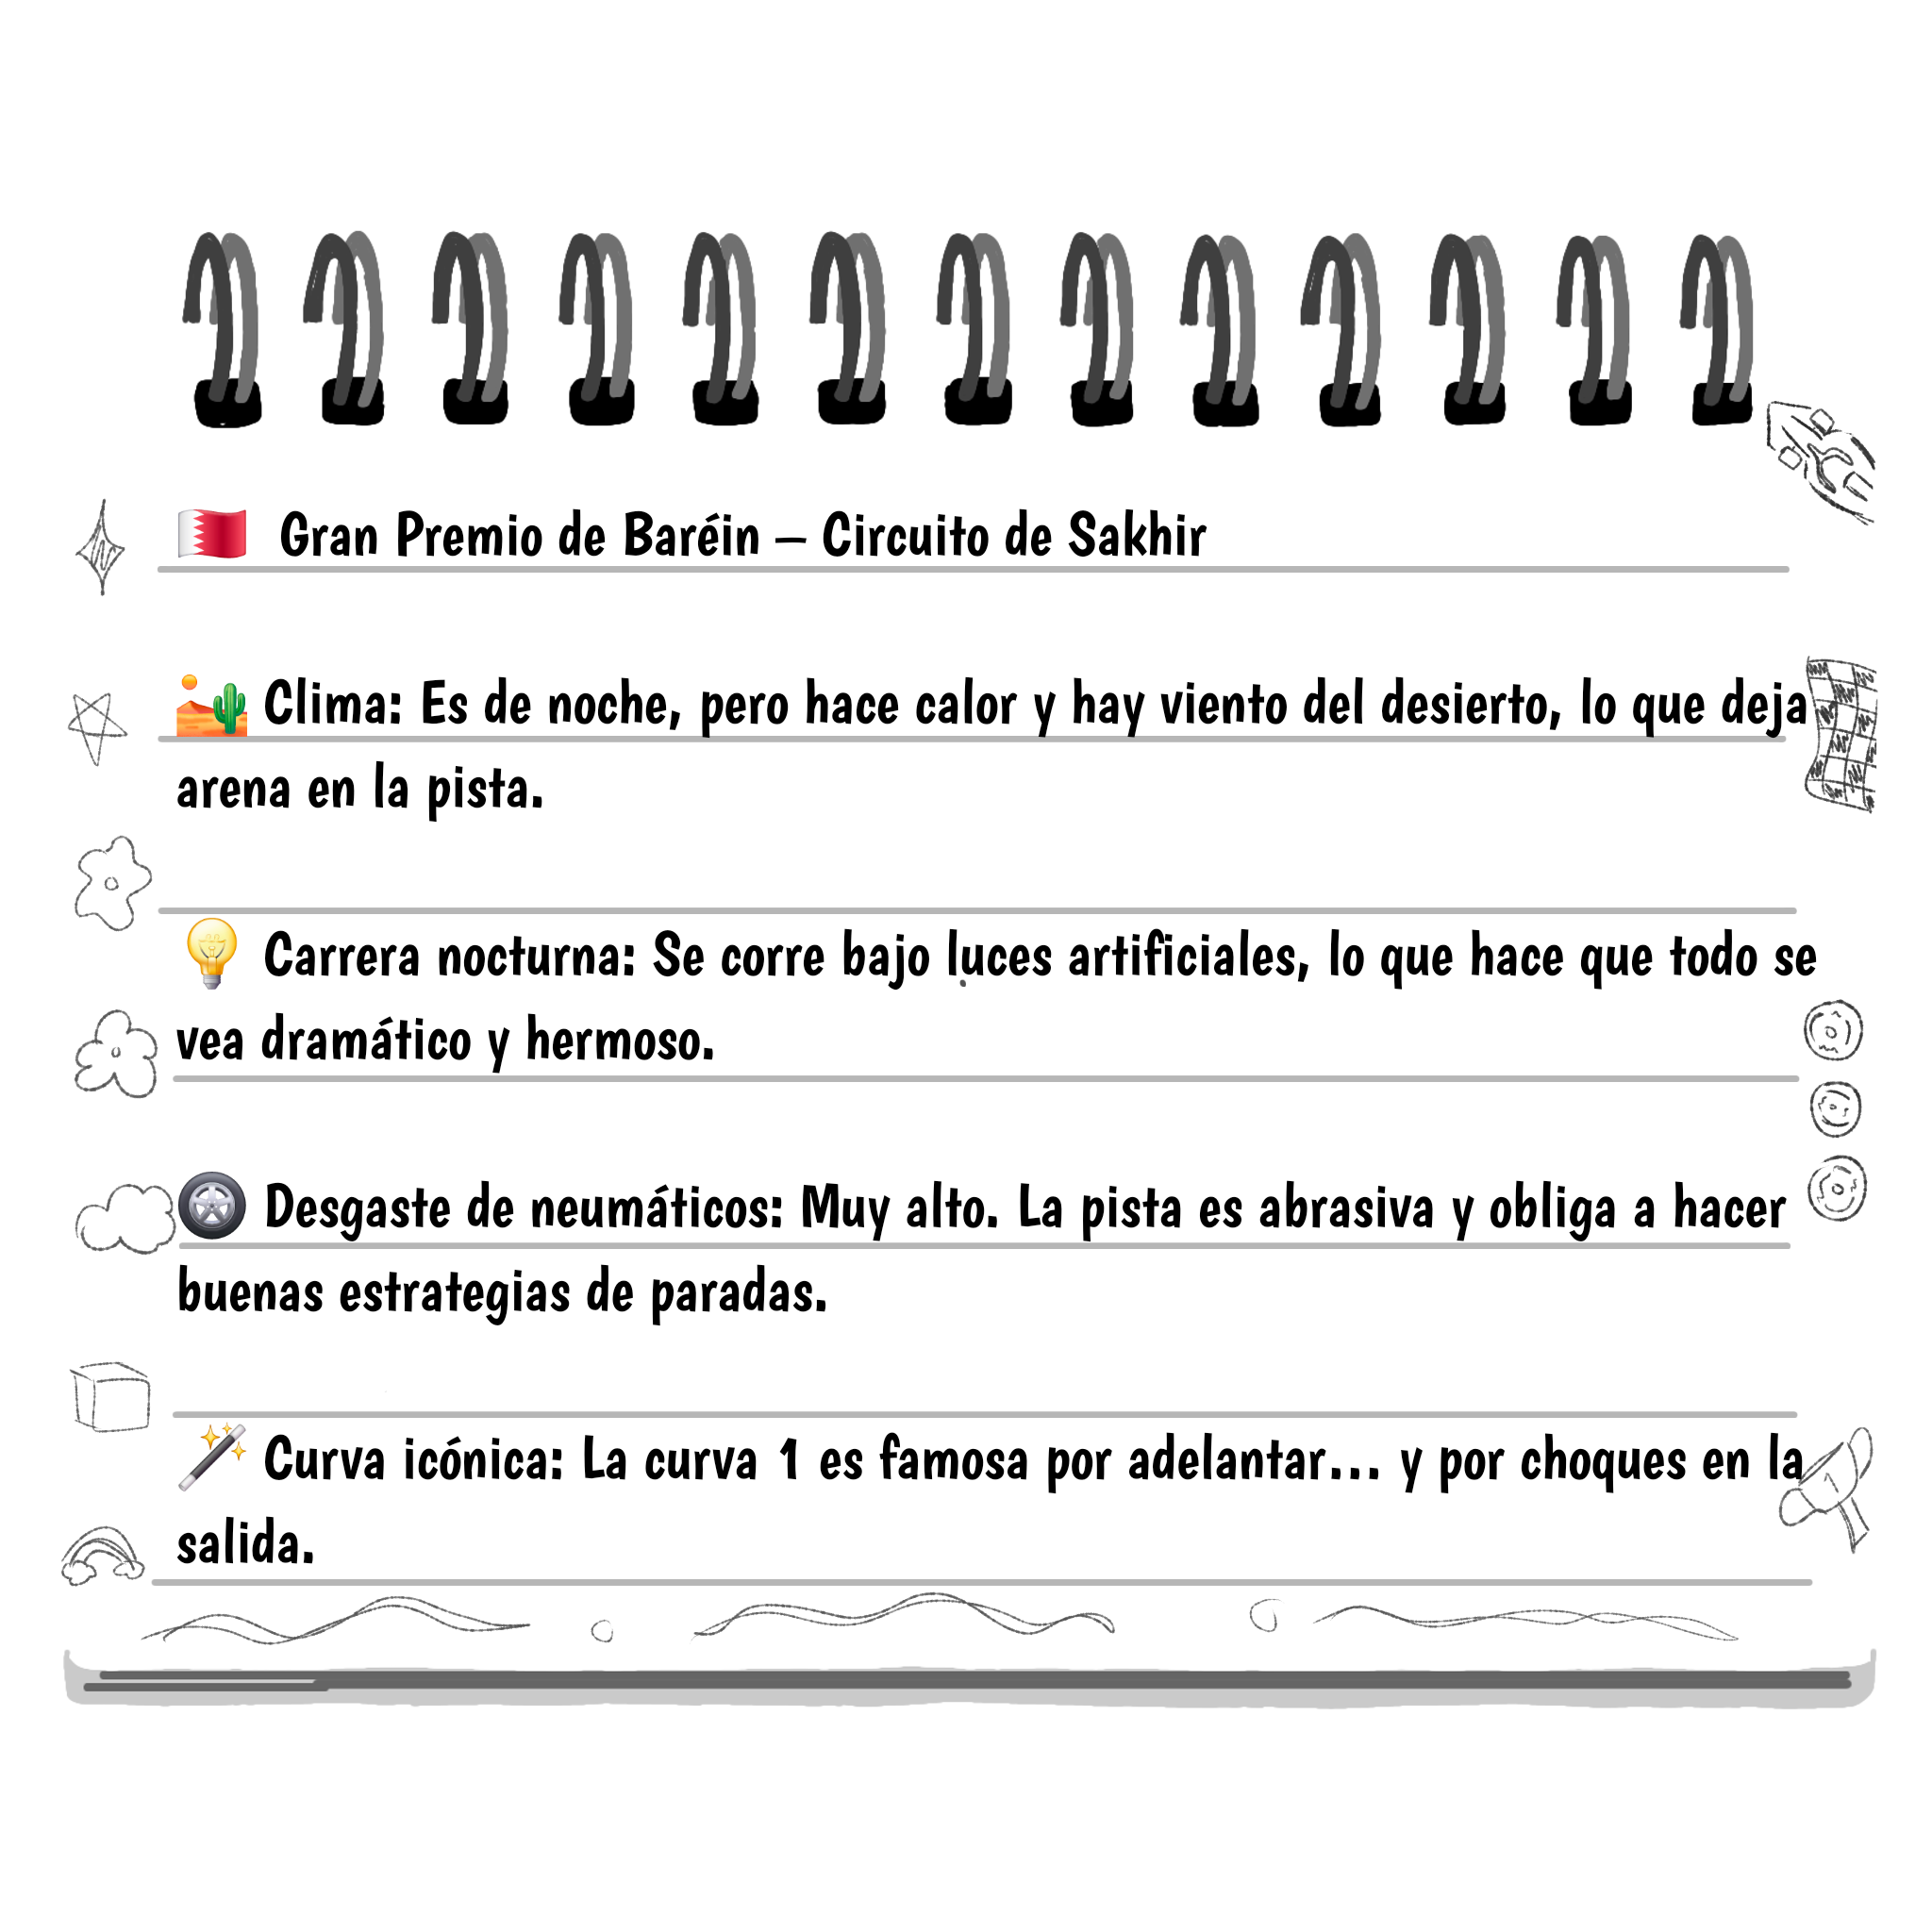 🇧🇭 Gran Premio de Baréin – Circuito de Sakhir
🏜️ Clima: Es de noche, pero hace calor y hay viento del desierto, lo que deja
arena en la pista.
💡 Carrera nocturna: Se corre bajo luces artificiales, lo que hace que todo se
vea dramático y hermoso.
🛞 Desgaste de neumáticos: Muy alto. La pista es abrasiva y obliga a hacer
buenas estrategias de paradas.
🪄 Curva icónica: La curva 1 es famosa por adelantar... y por choques en la
salida.